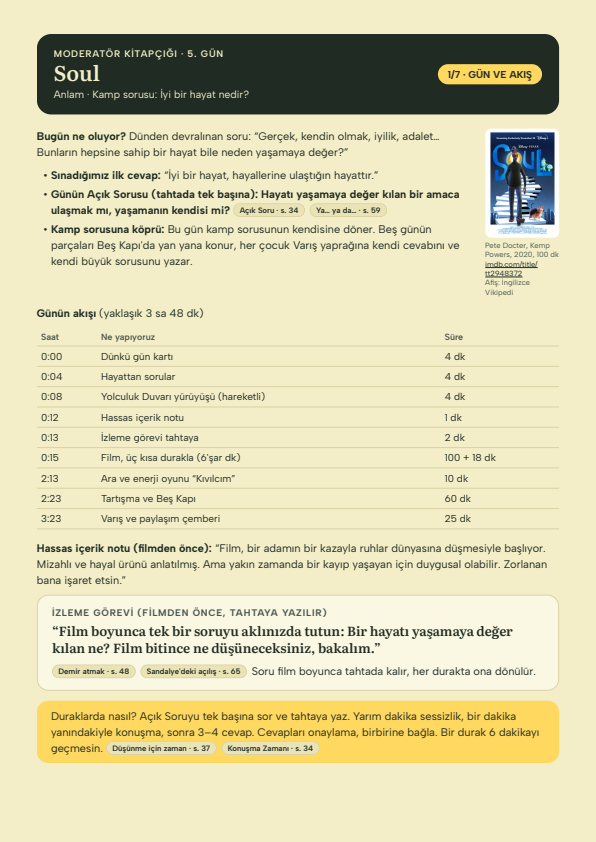 MODERATÖR KİTAPÇIĞI · 5. GÜN
Soul
Anlam · Kamp sorusu: İyi bir hayat nedir?
1/7 · GÜN VE AKIŞ
Bugün ne oluyor? Dünden devralınan soru: “Gerçek, kendin olmak, iyilik, adalet…
Bunların hepsine sahip bir hayat bile neden yaşamaya değer?”
• Sınadığımız ilk cevap: “İyi bir hayat, hayallerine ulaştığın hayattır.”
• Günün Açık Sorusu (tahtada tek başına): Hayatı yaşamaya değer kılan bir amaca
ulaşmak mı, yaşamanın kendisi mi? Açık Soru · s. 34 Ya… ya da… · s. 59
• Kamp sorusuna köprü: Bu gün kamp sorusunun kendisine döner. Beş günün
parçaları Beş Kapı'da yan yana konur, her çocuk Varış yaprağına kendi cevabını ve
kendi büyük sorusunu yazar.
SOUL
Pete Docter, Kemp
Powers, 2020, 100 dk
imdb.com/title/
tt2948372
Afiş: İngilizce
Vikipedi
Günün akışı (yaklaşık 3 sa 48 dk)
Saat Ne yapıyoruz Süre
0:00 Dünkü gün kartı 4 dk
0:04 Hayattan sorular 4 dk
0:08 Yolculuk Duvarı yürüyüşü (hareketli) 4 dk
0:12 Hassas içerik notu 1 dk
0:13 İzleme görevi tahtaya 2 dk
0:15 Film, üç kısa durakla (6'şar dk) 100 + 18 dk
2:13 Ara ve enerji oyunu “Kıvılcım” 10 dk
2:23 Tartışma ve Beş Kapı 60 dk
3:23 Varış ve paylaşım çemberi 25 dk
Hassas içerik notu (filmden önce): “Film, bir adamın bir kazayla ruhlar dünyasına düşmesiyle başlıyor.
Mizahlı ve hayal ürünü anlatılmış. Ama yakın zamanda bir kayıp yaşayan için duygusal olabilir. Zorlanan
bana işaret etsin.”
İZLEME GÖREVİ (FİLMDEN ÖNCE, TAHTAYA YAZILIR)
“Film boyunca tek bir soruyu aklınızda tutun: Bir hayatı yaşamaya değer
kılan ne? Film bitince ne düşüneceksiniz, bakalım.”
Demir atmak · s. 48 Sandalye'deki açılış · s. 65 Soru film boyunca tahtada kalır, her durakta ona dönülür.
Duraklarda nasıl? Açık Soruyu tek başına sor ve tahtaya yaz. Yarım dakika sessizlik, bir dakika
yanındakiyle konuşma, sonra 3–4 cevap. Cevapları onaylama, birbirine bağla. Bir durak 6 dakikayı
geçmesin. Düşünme için zaman · s. 37 Konuşma Zamanı · s. 34